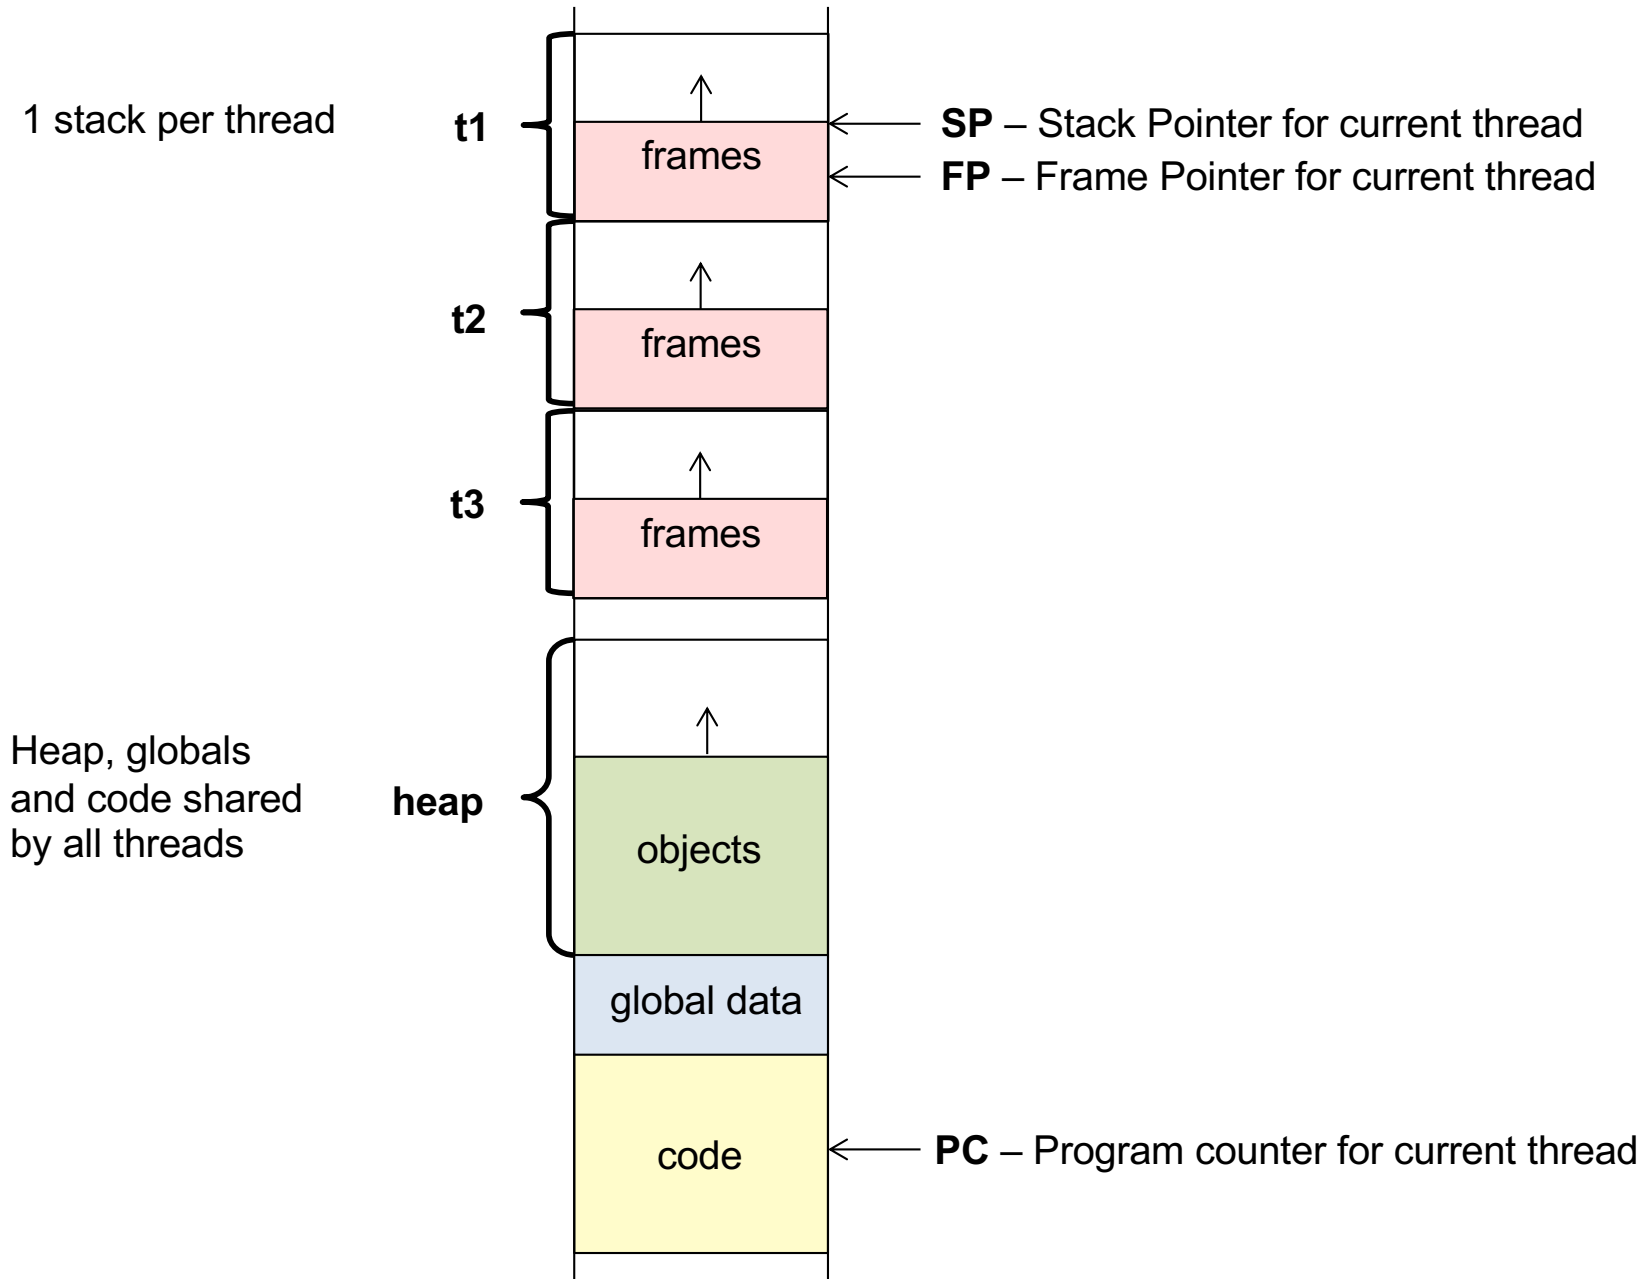 1 stack per thread
t1
frames
SP – Stack Pointer for current thread
FP – Frame Pointer for current thread
t2
frames
t3
frames
Heap, globals
and code shared
by all threads
heap
objects
global data
code
PC – Program counter for current thread